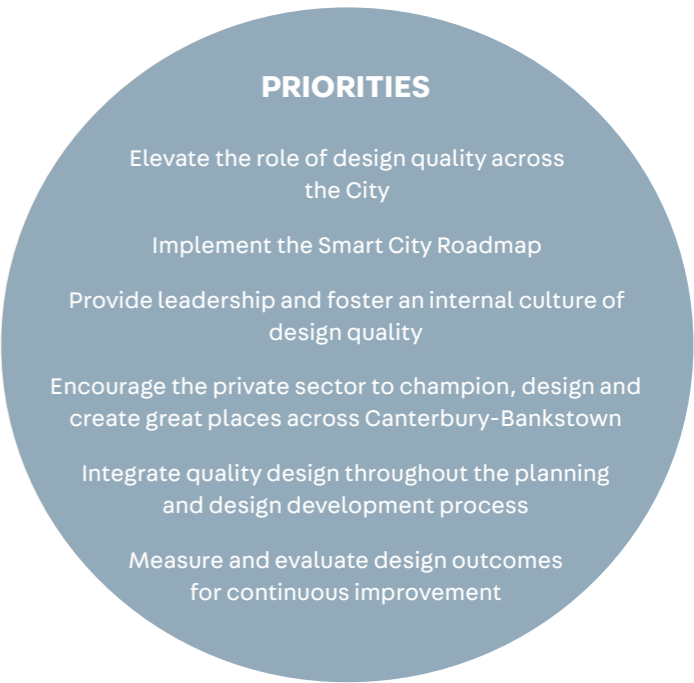 PRIORITIES
Elevate the role of design quality across
the City
Implement the Smart City Roadmap
Provide leadership and foster an internal culture of
design quality
Encourage the private sector to champion, design and
create great places across Canterbury-Bankstown
Integrate quality design throughout the planning
and design development process
Measure and evaluate design outcomes
for continuous improvement